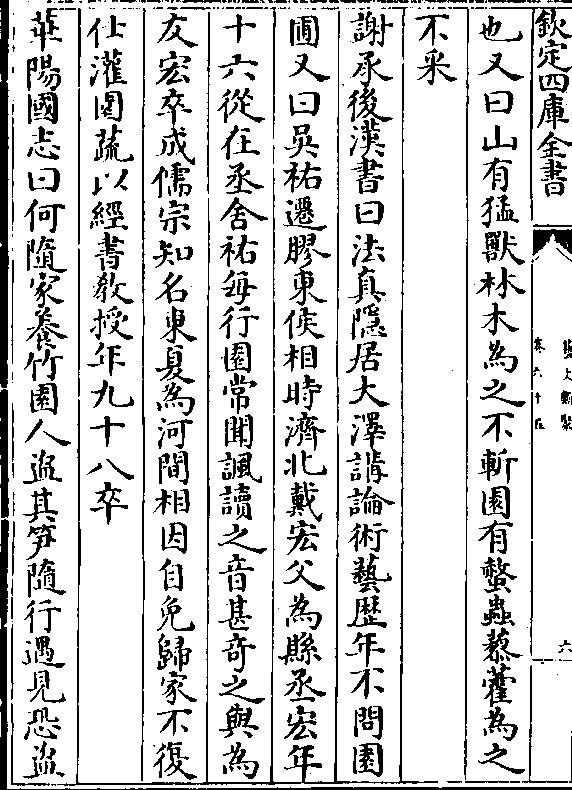 欽定四庫全書
卷六十五
六
也又曰山有猛獸林木為之不斬園有螫蟲藜藿為之
不采
謝承後漢書曰法真隱居大澤講論術藝歷年不問園
圃又曰吳祐遷膠東侯相時濟北戴宏父為縣丞宏年
十六從在丞舍祐每行園常聞諷讀之音甚奇之與為
友宏卒成儒宗知名東夏為河間相因自免歸家不復
仕灌園蔬以經書教授年九十八卒
華陽國志曰何隨家養竹園人盜其笋隨行遇見恐盜